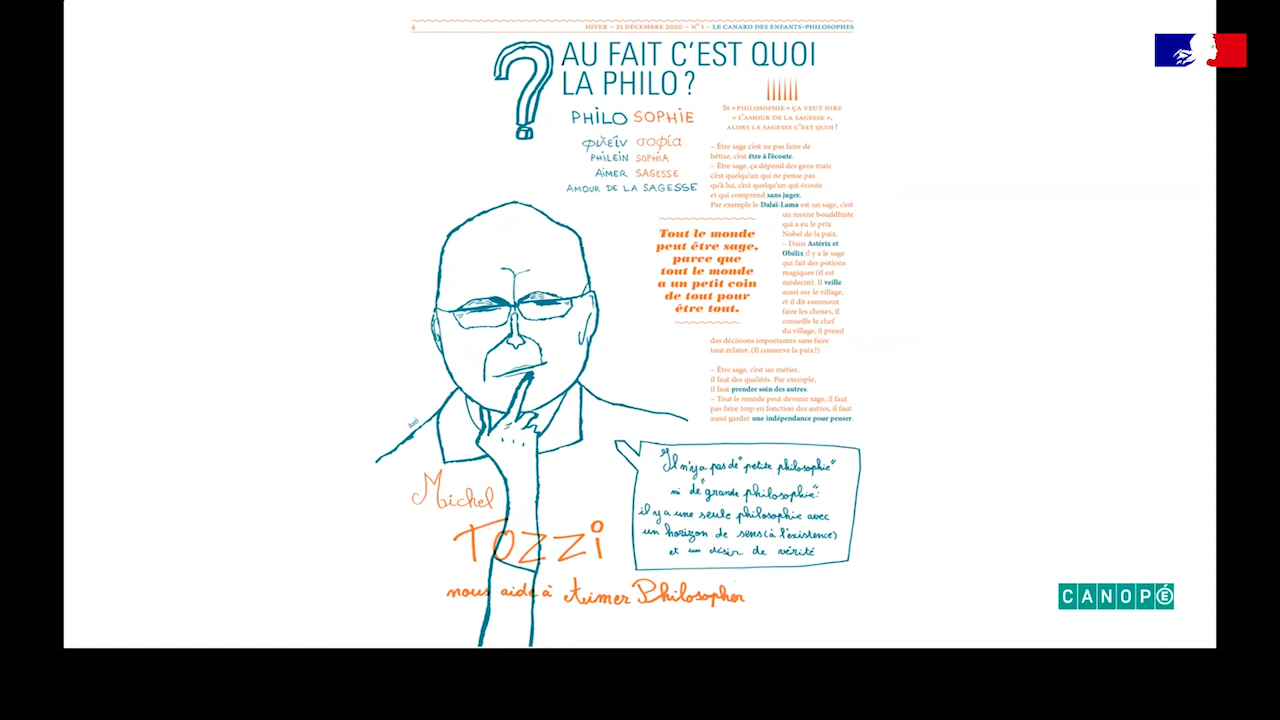 4
HIVER – 21 DÉCEMBRE 2020 – N° 1 – LE CANARD DES ENFANTS-PHILOSOPHES
? AU FAIT C’EST QUOI
LA PHILO ?
PHILO SOPHIE
φιλεῖν σοφία
PHILEIN SOPHIA
AIMER SAGESSE
AMOUR DE LA SAGESSE
SI « PHILOSOPHIE » ÇA VEUT DIRE
« L’AMOUR DE LA SAGESSE »,
ALORS LA SAGESSE C’EST QUOI ?
– Être sage c’est ne pas faire de
bêtise, c’est être à l’écoute.
– Être sage, ça dépend des gens mais
c’est quelqu’un qui ne pense pas
qu’à lui, c’est quelqu’un qui écoute
et qui comprend sans juger.
Par exemple le Dalaï-Lama est un sage, c’est
un moine bouddhiste
qui a eu le prix
Nobel de la paix.
– Dans Astérix et
Obélix il y a le sage
qui fait des potions
magiques (il est
médecin). Il veille
aussi sur le village,
et il dit comment
faire les choses, il
conseille le chef
du village, il prend
des décisions importantes sans faire
tout éclater. (Il conserve la paix !)
– Être sage, c’est un métier,
il faut des qualités. Par exemple,
il faut prendre soin des autres.
– Tout le monde peut devenir sage, il faut
pas faire trop en fonction des autres, il faut
aussi garder une indépendance pour penser.
Tout le monde
peut être sage,
parce que
tout le monde
a un petit coin
de tout pour
être tout.
"Il n'y a pas de "petite philosophie"
ni de "grande philosophie":
il y a une seule philosophie avec
un horizon de sens (à l'existence)
et un désir de vérité
Michel
Tozzi
nous aide à Aimer Philosopher
CANOPÉ